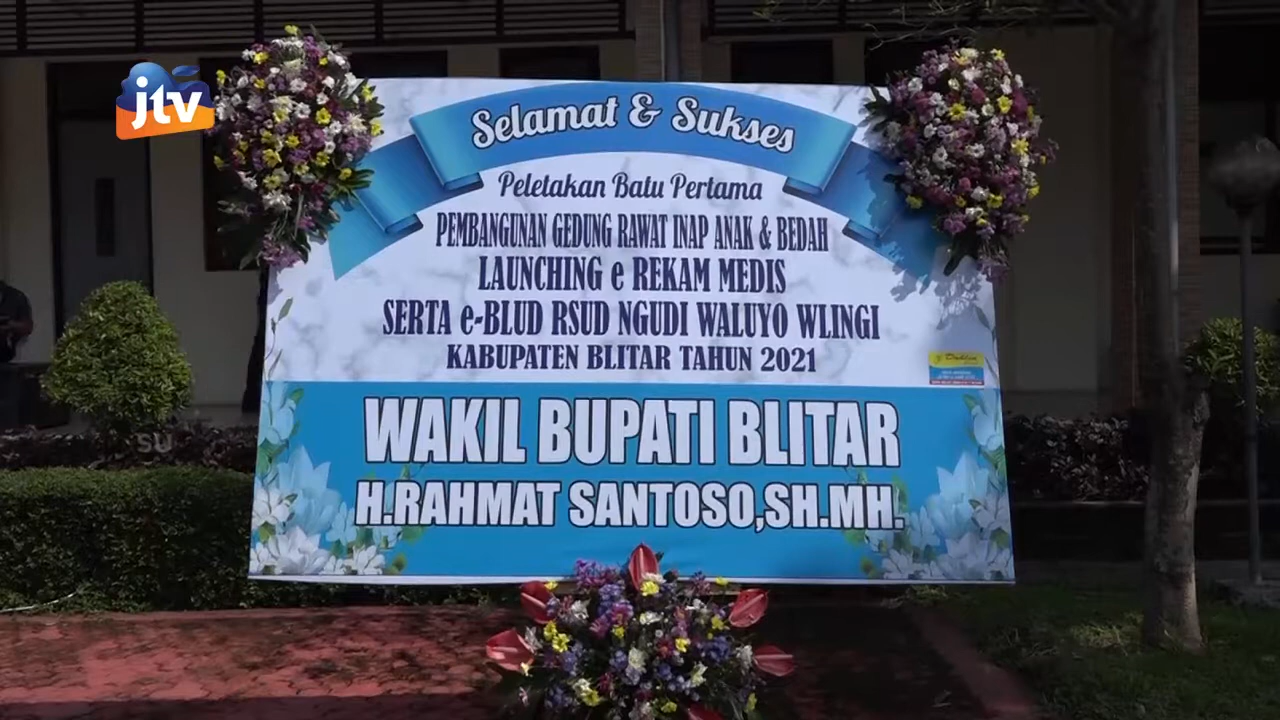 jtv
Selamat & Sukses
Peletakan Batu Pertama
PEMBANGUNAN GEDUNG RAWAT INAP ANAK & BEDAH
LAUNCHING e REKAM MEDIS
SERTA e-BLUD RSUD NGUDI WALUYO WLINGI
KABUPATEN BLITAR TAHUN 2021
WAKIL BUPATI BLITAR
H.RAHMAT SANTOSO,SH.MH.
SU